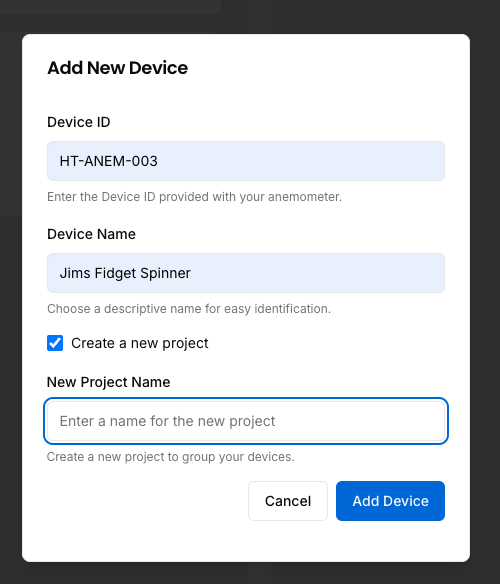 Add New Device
Device ID
HT-ANEM-003
Enter the Device ID provided with your anemometer.
Device Name
Jims Fidget Spinner
Choose a descriptive name for easy identification.
Create a new project
New Project Name
Enter a name for the new project
Create a new project to group your devices.
Cancel
Add Device